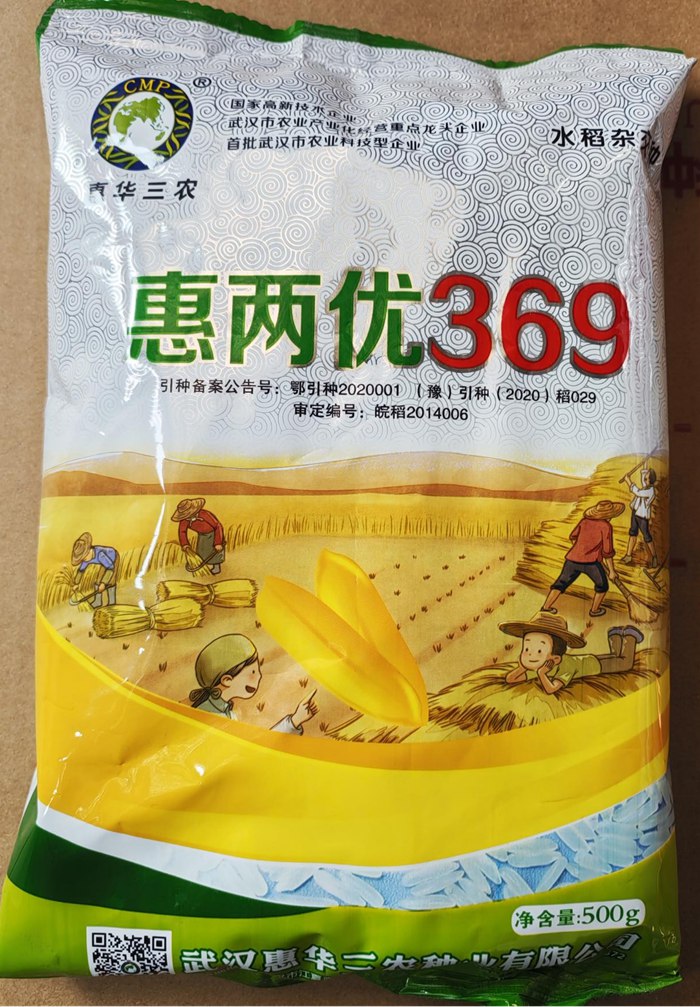 CMP ®
惠华三农
国家高新技术企业
武汉市农业产业化经营重点龙头企业
首批武汉市农业科技型企业
水稻杂交种
惠两优369
引种备案公告号：鄂引种2020001 （豫）引种（2020）稻029
审定编号：皖稻2014006
净含量:500g
武汉惠华三农种业有限公司